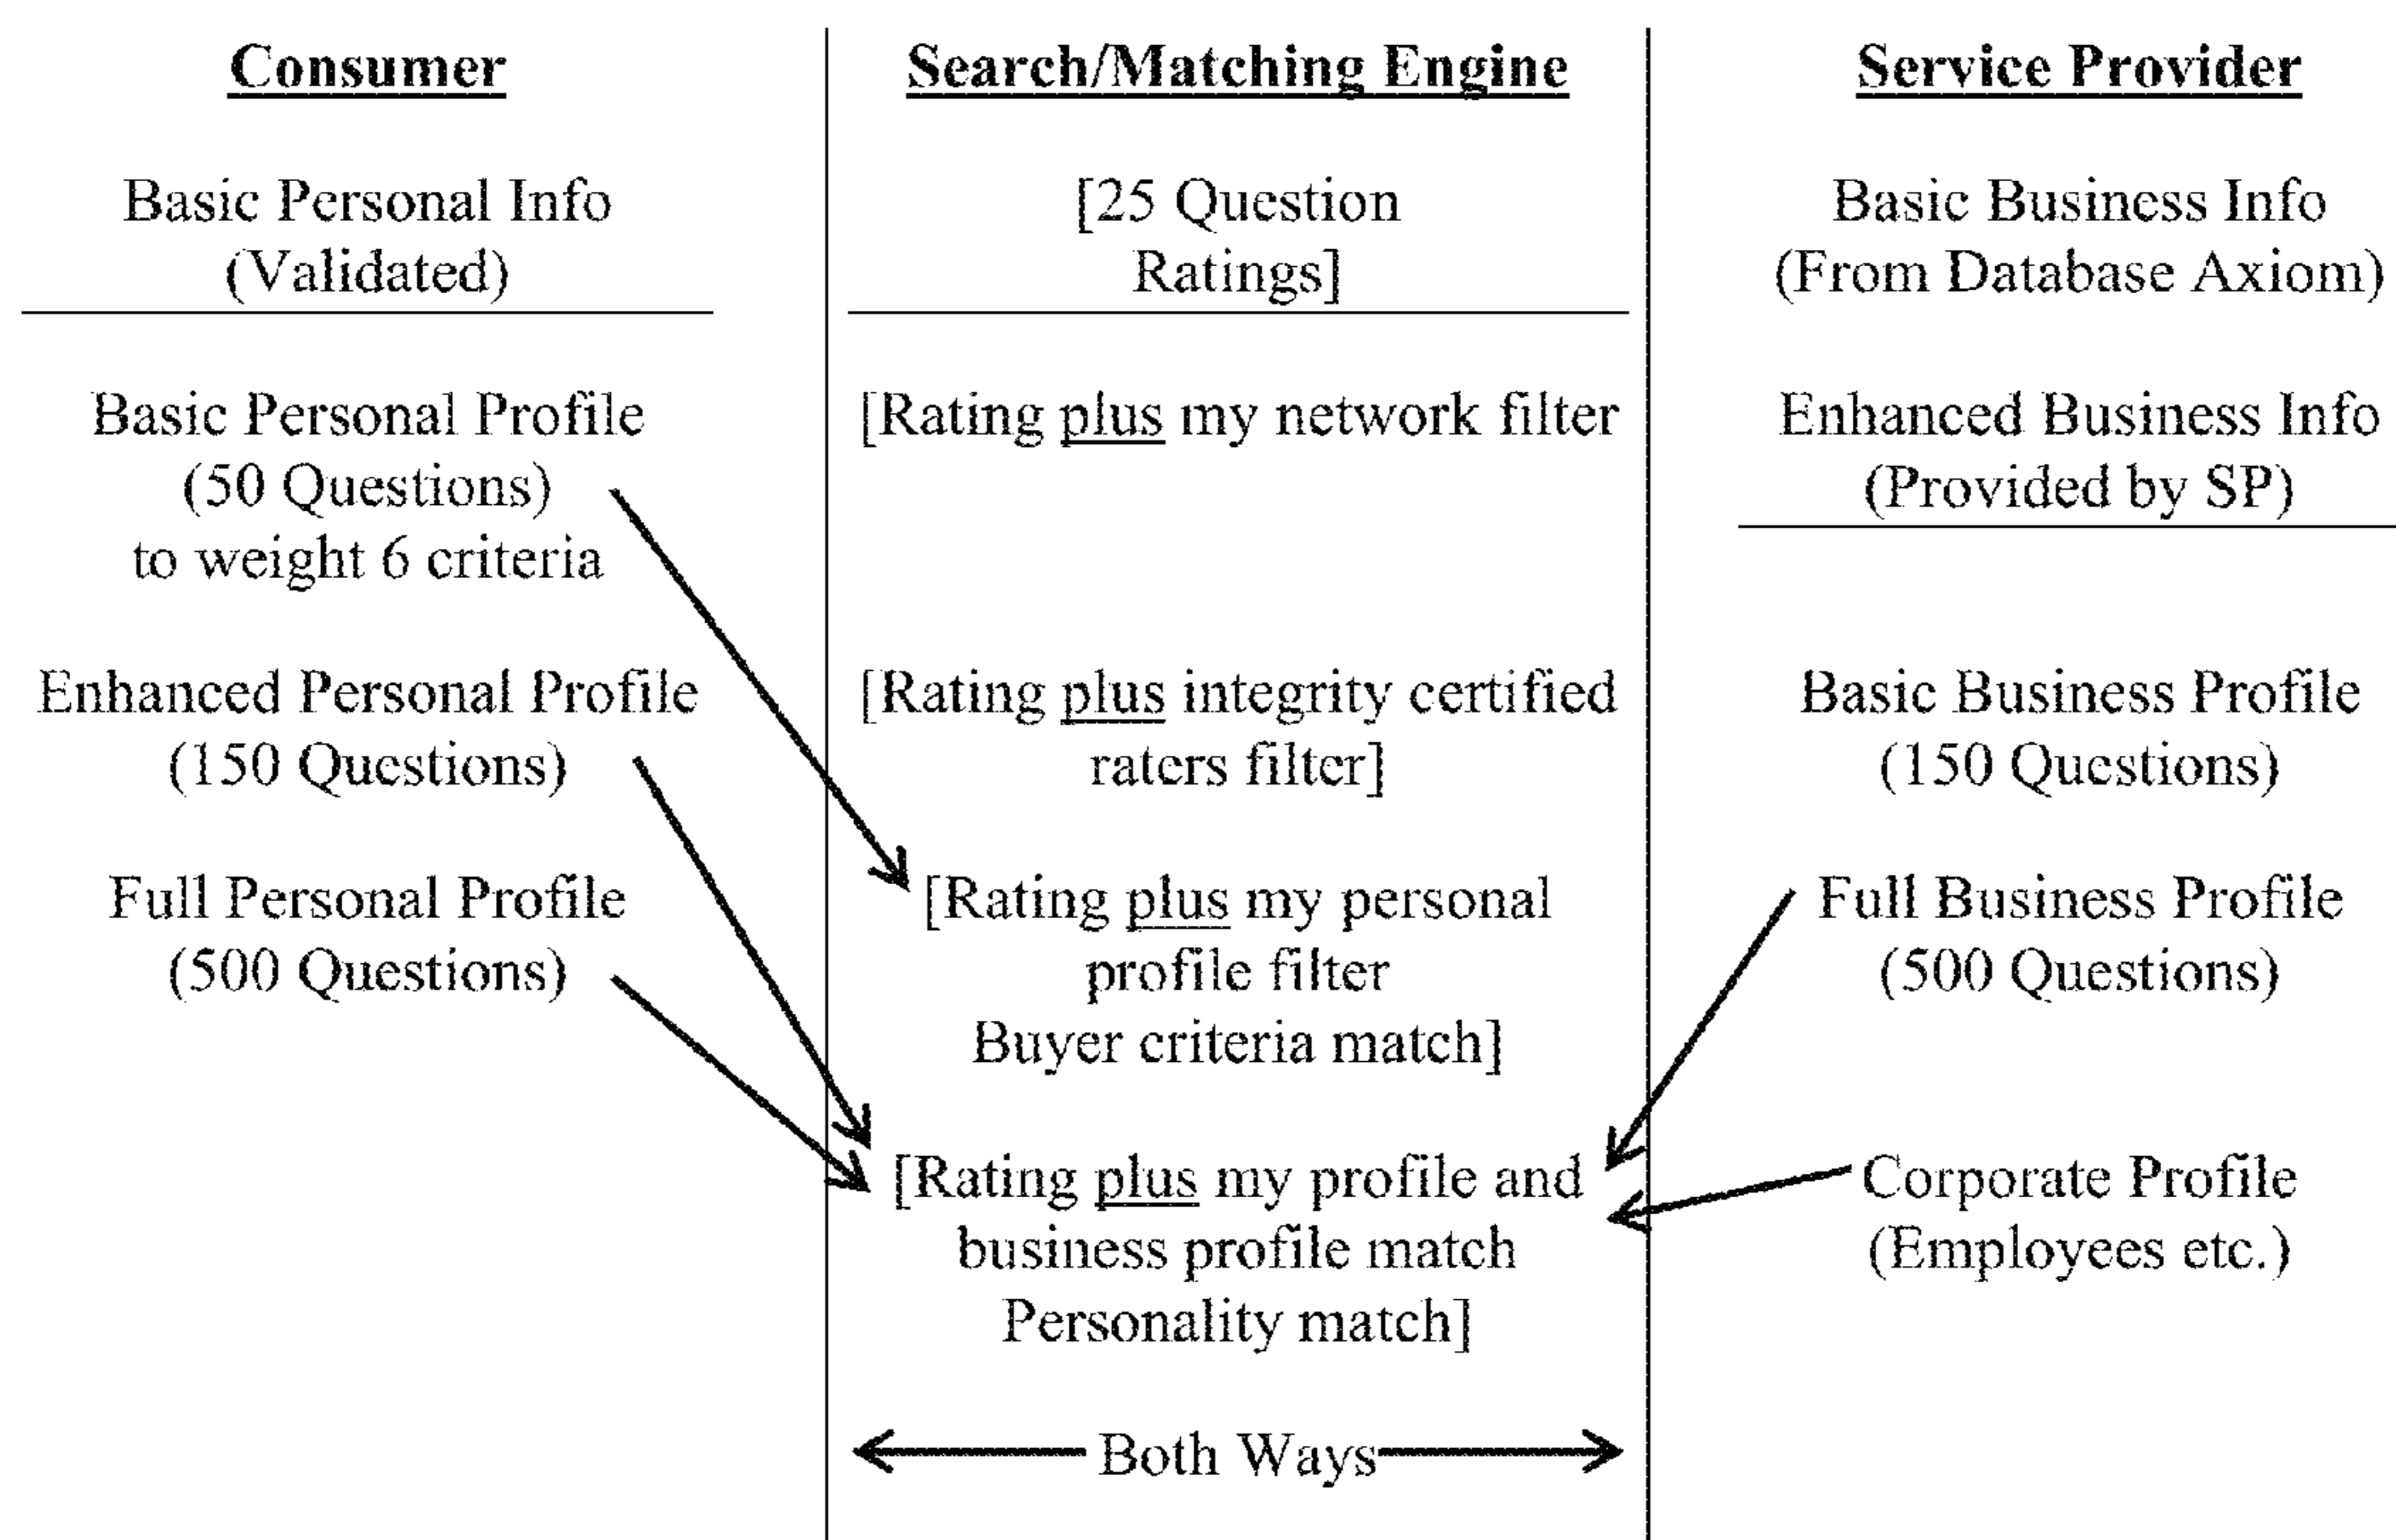 Consumer
Basic Personal Info
(Validated)
Basic Personal Profile
(50 Questions)
to weight 6 criteria
Enhanced Personal Profile
(150 Questions)
Full Personal Profile
(500 Questions)
Search/Matching Engine
[25 Question
Ratings]
[Rating plus my network filter
[Rating plus integrity certified
raters filter]
[Rating plus my personal
profile filter
Buyer criteria match]
[Rating plus my profile and
business profile match
Personality match]
Both Ways
Service Provider
Basic Business Info
(From Database Axiom)
Enhanced Business Info
(Provided by SP)
Basic Business Profile
(150 Questions)
Full Business Profile
(500 Questions)
Corporate Profile
(Employees etc.)